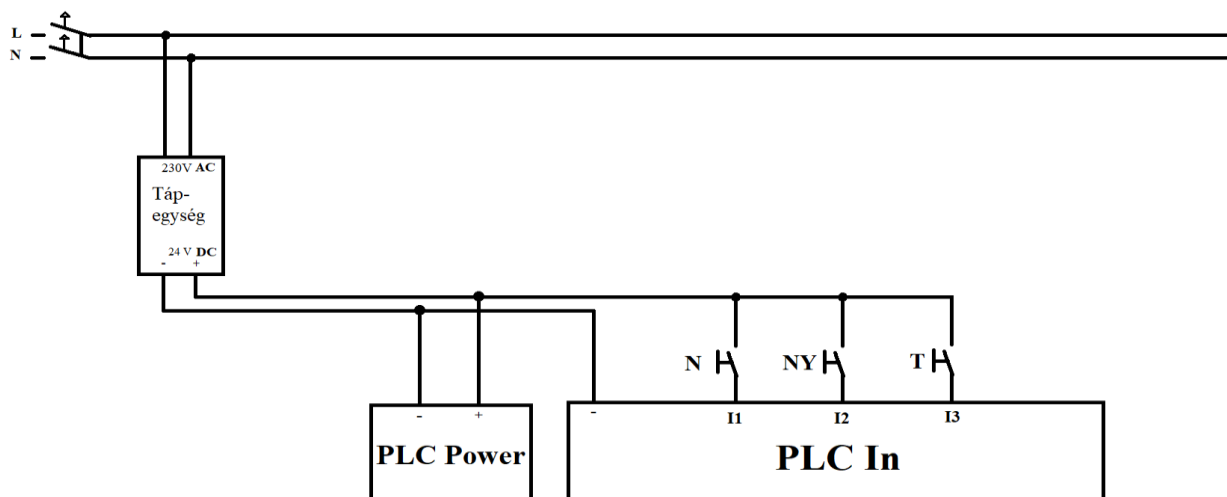 L
N
230V AC
Táp-
egység
24 V DC
- +
N NY T
- +
PLC Power
- I1 I2 I3
PLC In